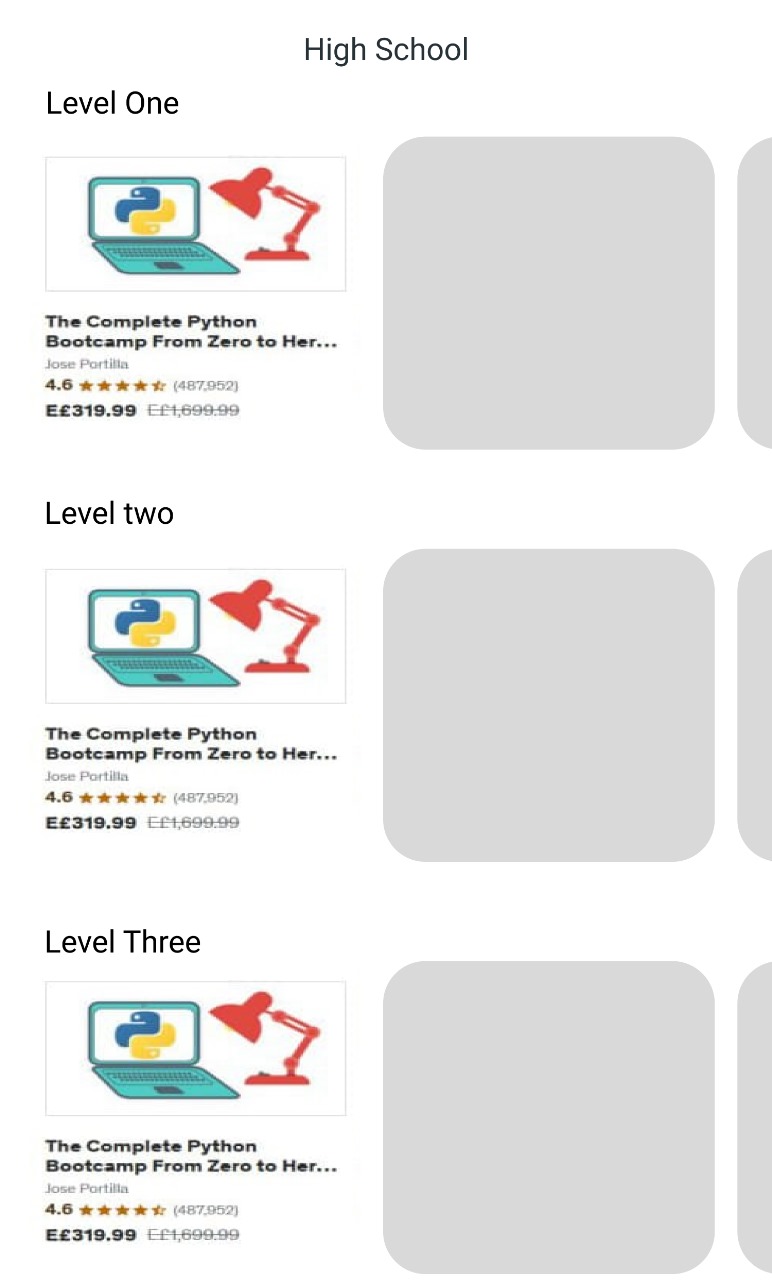 High School
Level One
The Complete Python
Bootcamp From Zero to Her...
Jose Portilla
4.6 (487,952)
E£319.99 E£1,699.99
Level two
The Complete Python
Bootcamp From Zero to Her...
Jose Portilla
4.6 (487,952)
E£319.99 E£1,699.99
Level Three
The Complete Python
Bootcamp From Zero to Her...
Jose Portilla
4.6 (487,952)
E£319.99 E£1,699.99